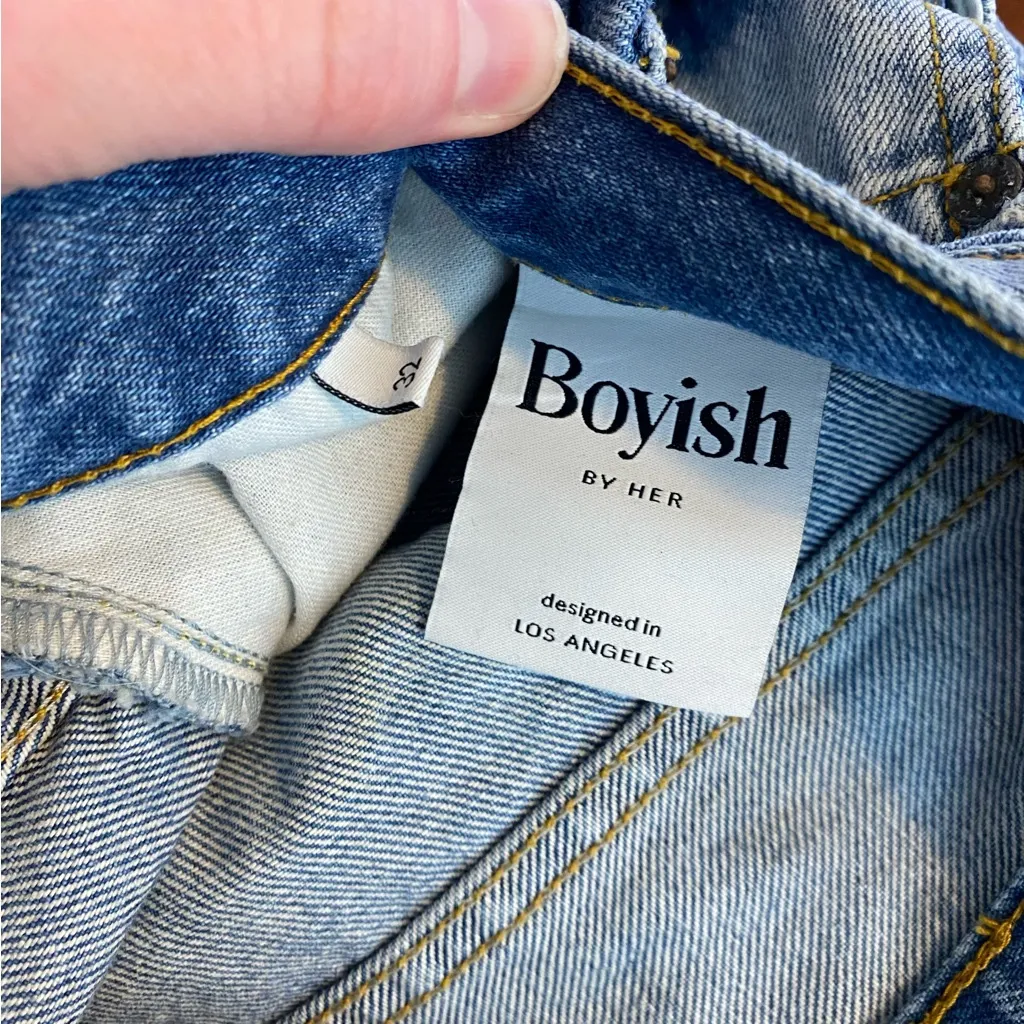 32
Boyish
BY HER
designed in
LOS ANGELES